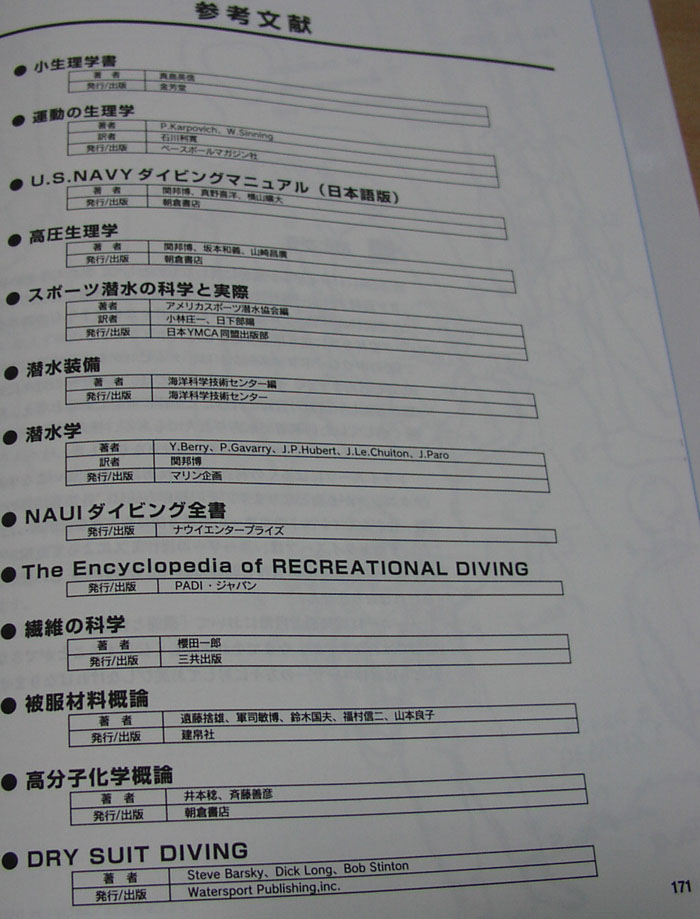 参考文献
● 小生理学書
著 者 真島英信
発行/出版 金芳堂
● 運動の生理学
著者 P.Karpovich、W.Sinning
訳者 石川利寛
発行/出版 ベースボールマガジン社
● U.S.NAVYダイビングマニュアル（日本語版）
著者 関邦博、真野喜洋、横山曠大
発行/出版 朝倉書店
● 高圧生理学
著 者 関邦博、坂本和義、山崎昌廣
発行/出版 朝倉書店
● スポーツ潜水の科学と実際
著者 アメリカスポーツ潜水協会編
訳者 小林庄一、日下部編
発行/出版 日本YMCA同盟出版部
● 潜水装備
著 者 海洋科学技術センター編
発行/出版 海洋科学技術センター
● 潜水学
著者 Y.Berry、P.Gavarry、J.P.Hubert、J.Le.Chuiton、J.Paro
訳者 関邦博
発行/出版 マリン企画
● NAUIダイビング全書
発行/出版 ナウイエンタープライズ
● The Encyclopedia of RECREATIONAL DIVING
発行/出版 PADI・ジャパン
● 繊維の科学
著 者 櫻田一郎
発行/出版 三共出版
● 被服材料概論
著 者 遠藤捨雄、軍司敏博、鈴木国夫、福村信二、山本良子
発行/出版 建帛社
● 高分子化学概論
著 者 井本稔、斉藤善彦
発行/出版 朝倉書店
● DRY SUIT DIVING
著 者 Steve Barsky、Dick Long、Bob Stinton
発行/出版 Watersport Publishing,inc.
171